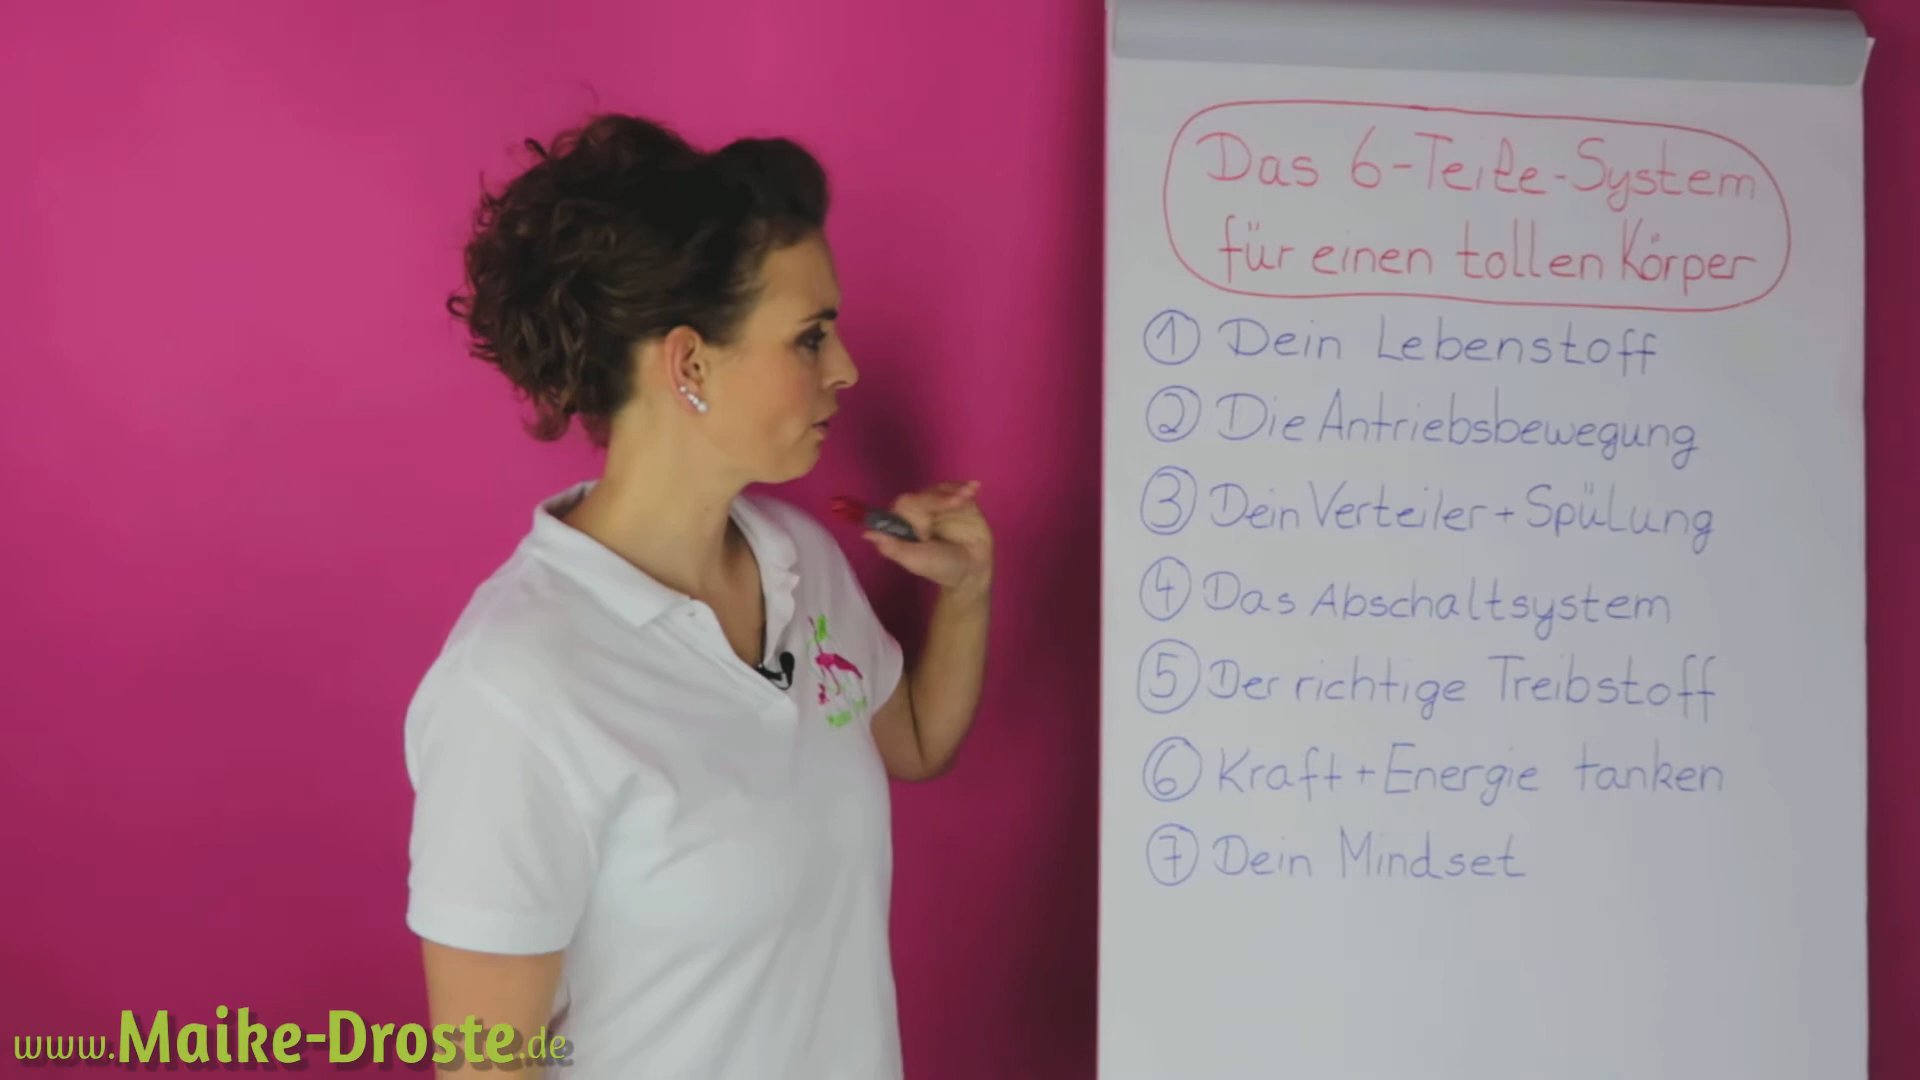 Das 6-Teile-System
für einen tollen Körper
1 Dein Lebenstoff
2 Die Antriebsbewegung
3 Dein Verteiler + Spülung
4 Das Abschaltsystem
5 Der richtige Treibstoff
6 Kraft + Energie tanken
7 Dein Mindset
www.Maike-Droste.de